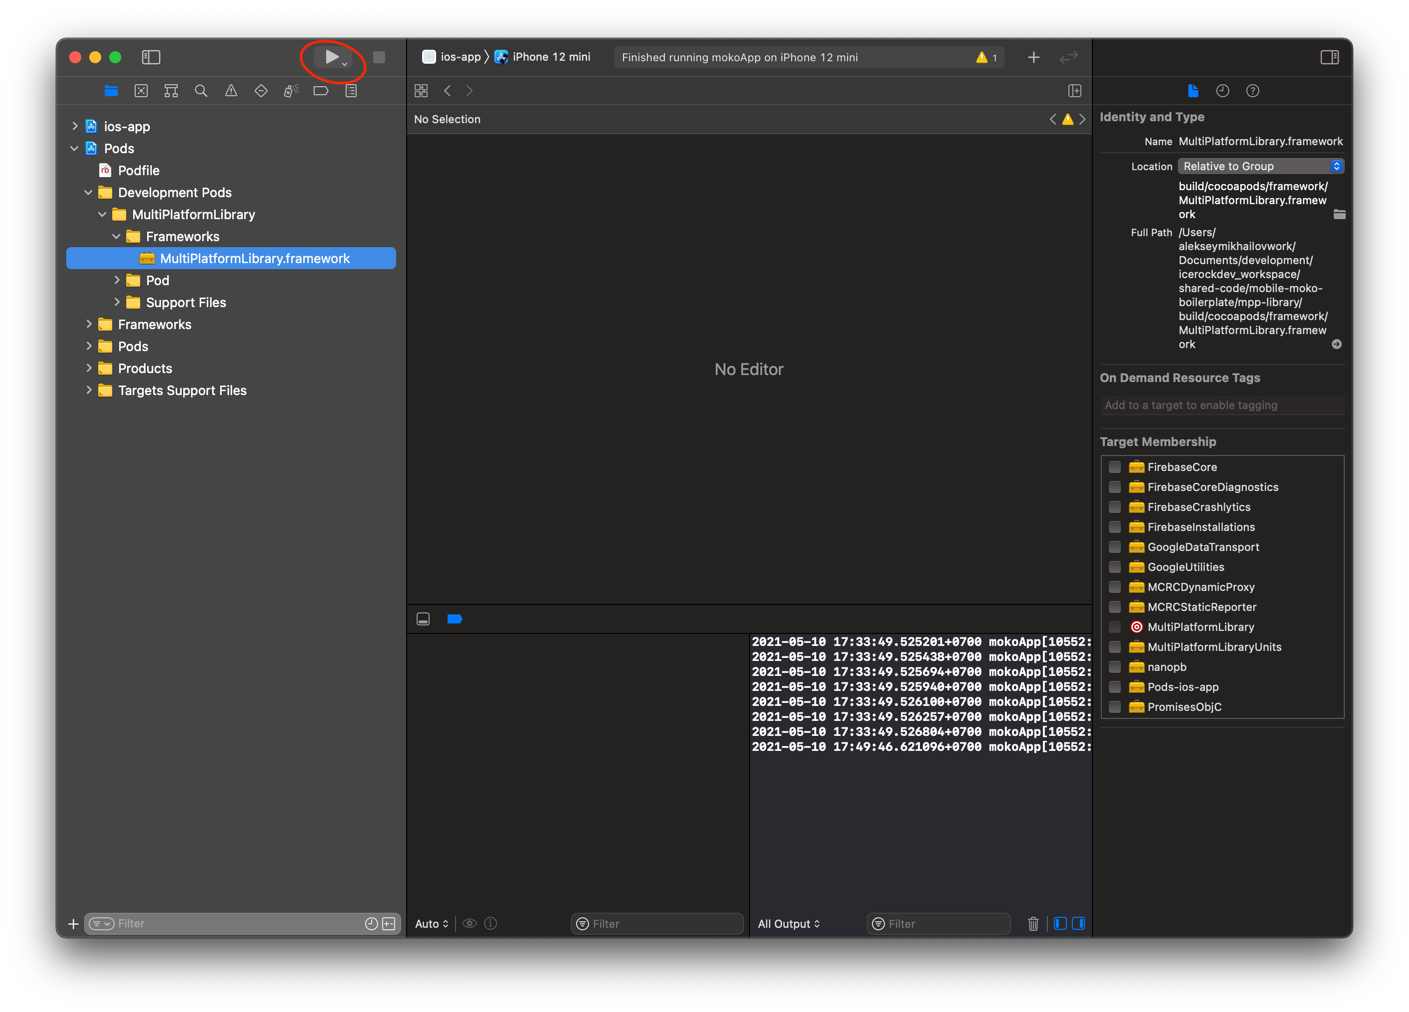 ios-app
iPhone 12 mini
Finished running mokoApp on iPhone 12 mini
1
ios-app
Pods
rb
Podfile
Development Pods
MultiPlatformLibrary
Frameworks
MultiPlatformLibrary.framework
Pod
Support Files
Frameworks
Pods
Products
Targets Support Files
Filter
No Selection
No Editor
2021-05-10 17:33:49.525201+0700 mokoApp[10552:
2021-05-10 17:33:49.525438+0700 mokoApp[10552:
2021-05-10 17:33:49.525694+0700 mokoApp[10552:
2021-05-10 17:33:49.525940+0700 mokoApp[10552:
2021-05-10 17:33:49.526100+0700 mokoApp[10552:
2021-05-10 17:33:49.526257+0700 mokoApp[10552:
2021-05-10 17:33:49.526804+0700 mokoApp[10552:
2021-05-10 17:49:46.621096+0700 mokoApp[10552:
Auto
Filter
All Output
Filter
Identity and Type
Name MultiPlatformLibrary.framework
Location Relative to Group
build/cocoapods/framework/
MultiPlatformLibrary.framew
ork
Full Path /Users/
alekseymikhailovwork/
Documents/development/
icerockdev_workspace/
shared-code/mobile-moko-
boilerplate/mpp-library/
build/cocoapods/framework/
MultiPlatformLibrary.framew
ork
On Demand Resource Tags
Add to a target to enable tagging
Target Membership
FirebaseCore
FirebaseCoreDiagnostics
FirebaseCrashlytics
FirebaseInstallations
GoogleDataTransport
GoogleUtilities
MCRCDynamicProxy
MCRCStaticReporter
MultiPlatformLibrary
MultiPlatformLibraryUnits
nanopb
Pods-ios-app
PromisesObjC